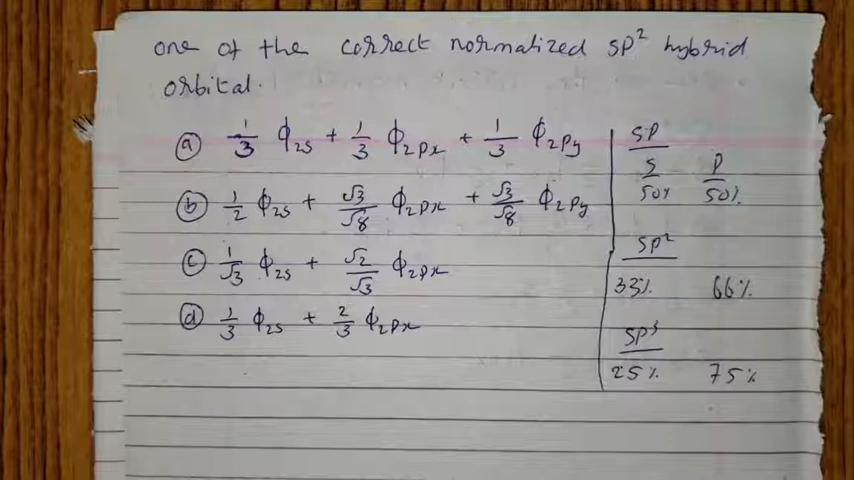 one of the correct normalized SP² hybrid
orbital.
(a) 1/3 ϕ2s + 1/3 ϕ2px + 1/3 ϕ2py
(b) 1/2 ϕ2s + √3/√8 ϕ2px + √3/√8 ϕ2py
(c) 1/√3 ϕ2s + √2/√3 ϕ2px
(d) 1/3 ϕ2s + 2/3 ϕ2px
SP
S P
50% 50%
SP²
33% 66%
SP³
25% 75%